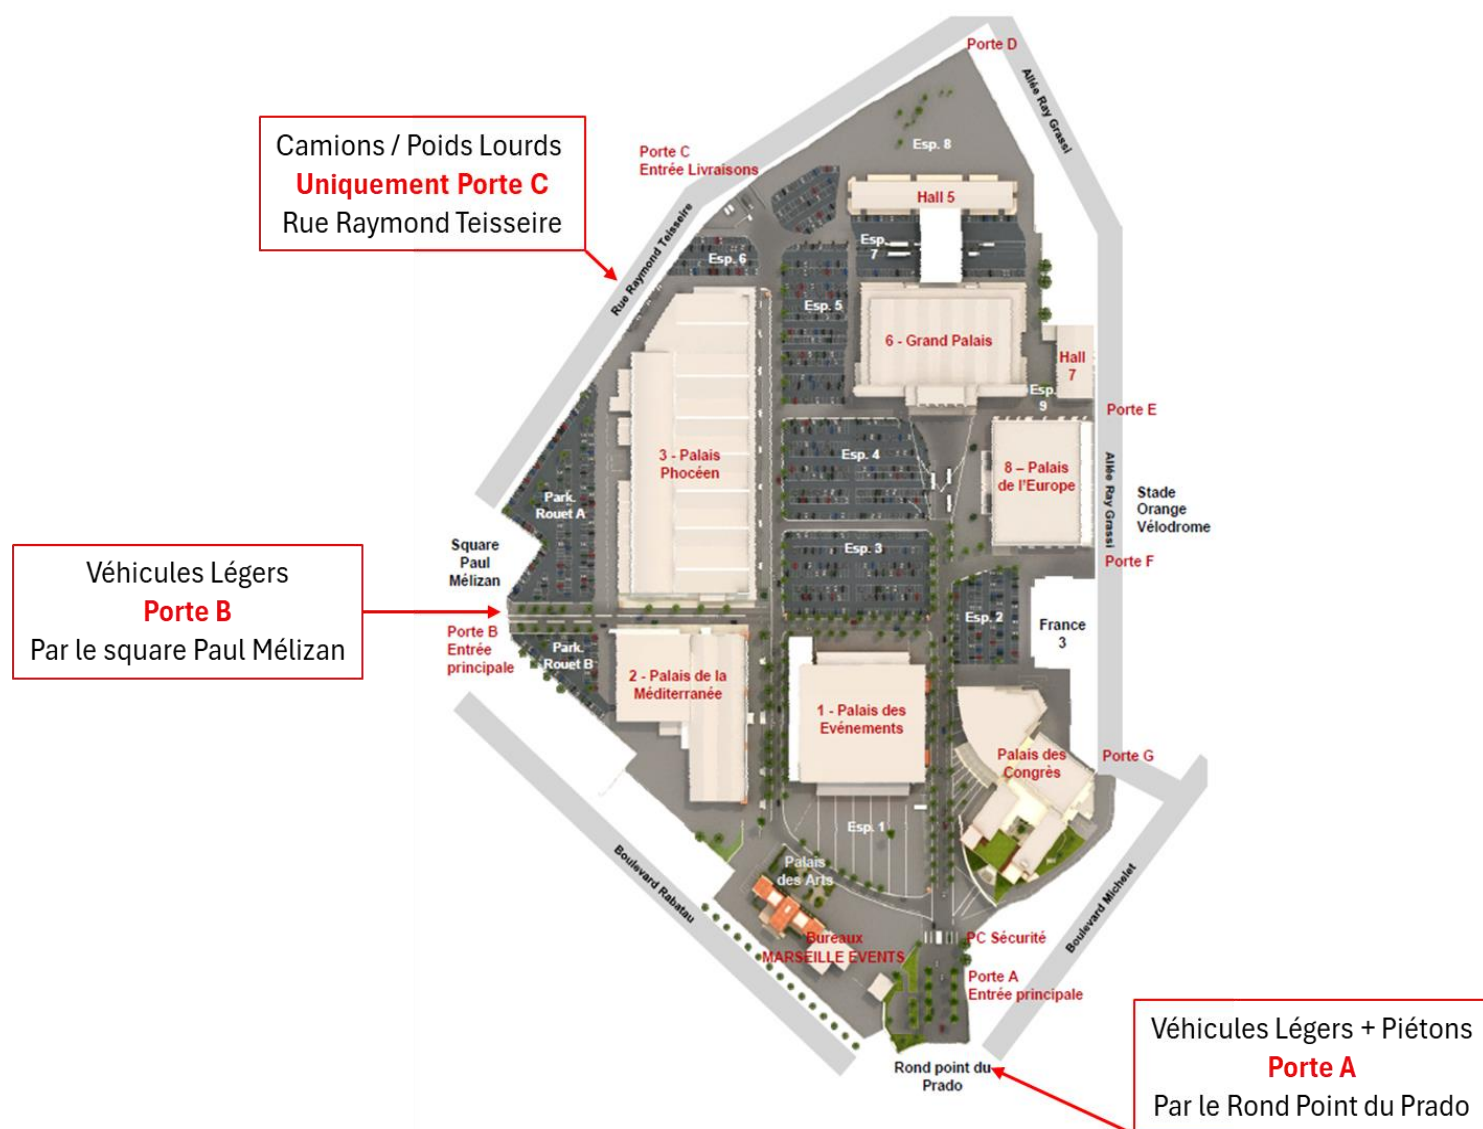 Porte D
Allée Ray Grassi
Camions / Poids Lourds
Uniquement Porte C
Rue Raymond Teisseire
Porte C
Entrée Livraisons
Esp. 8
Hall 5
Rue Raymond Teisseire
Esp. 6
Esp.
7
Esp. 5
6 - Grand Palais
Hall
7
Esp.
9
Porte E
3 - Palais
Phocéen
Esp. 4
8 – Palais
de l'Europe
Allée Ray Grassi
Stade
Orange
Vélodrome
Park.
Rouet A
Square
Paul
Mélizan
Esp. 3
Porte F
Véhicules Légers
Porte B
Par le square Paul Mélizan
Porte B
Entrée
principale
Park.
Rouet B
Esp. 2
France
3
2 - Palais de la
Méditerranée
1 - Palais des
Evénements
Palais des
Congrès
Porte G
Esp. 1
Palais
des Arts
Boulevard Rabatau
Boulevard Michelet
Bureaux
MARSEILLE EVENTS
PC Sécurité
Porte A
Entrée principale
Rond point du
Prado
Véhicules Légers + Piétons
Porte A
Par le Rond Point du Prado